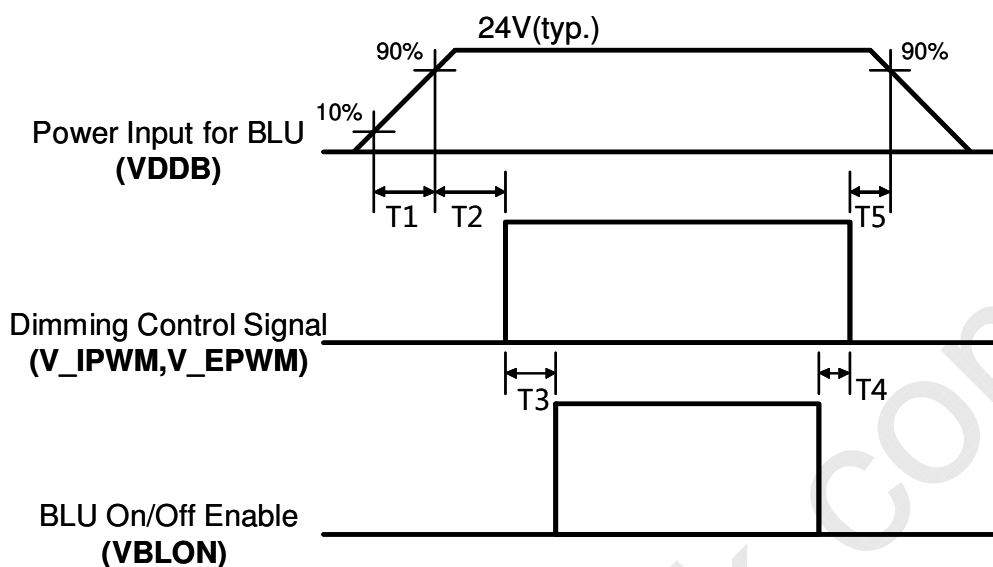 24V(typ.)
90%
90%
10%
Power Input for BLU
(VDDB)
T1
T2
T5
Dimming Control Signal
(V_IPWM,V_EPWM)
T3
T4
BLU On/Off Enable
(VBLON)